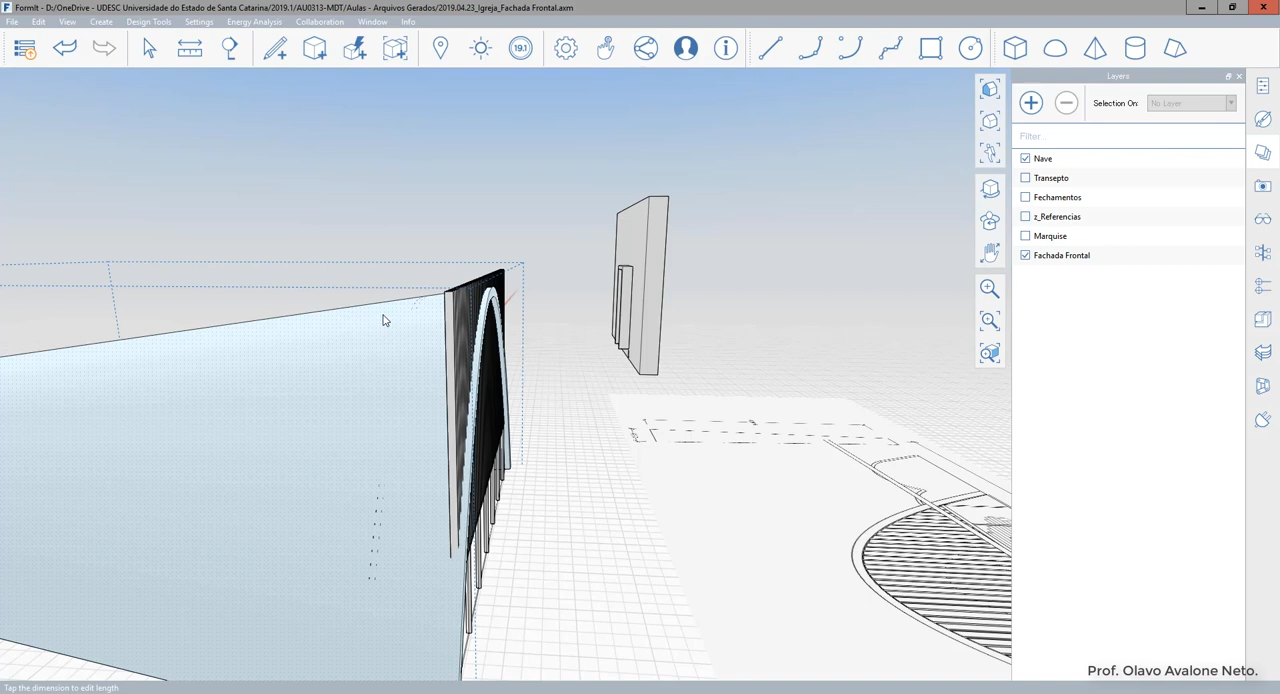 FormIt - D:/OneDrive - UDESC Universidade do Estado de Santa Catarina/2019.1/AU0313-MDT/Aulas - Arquivos Gerados/2019.04.23_Igreja_Fachada Frontal.axm
File Edit View Create Design Tools Settings Energy Analysis Collaboration Window Info
19.1
Layers
Selection On: No Layer
Filter...
Nave
Transepto
Fechamentos
z_Referencias
Marquise
Fachada Frontal
Prof. Olavo Avalone Neto.
Tap the dimension to edit length